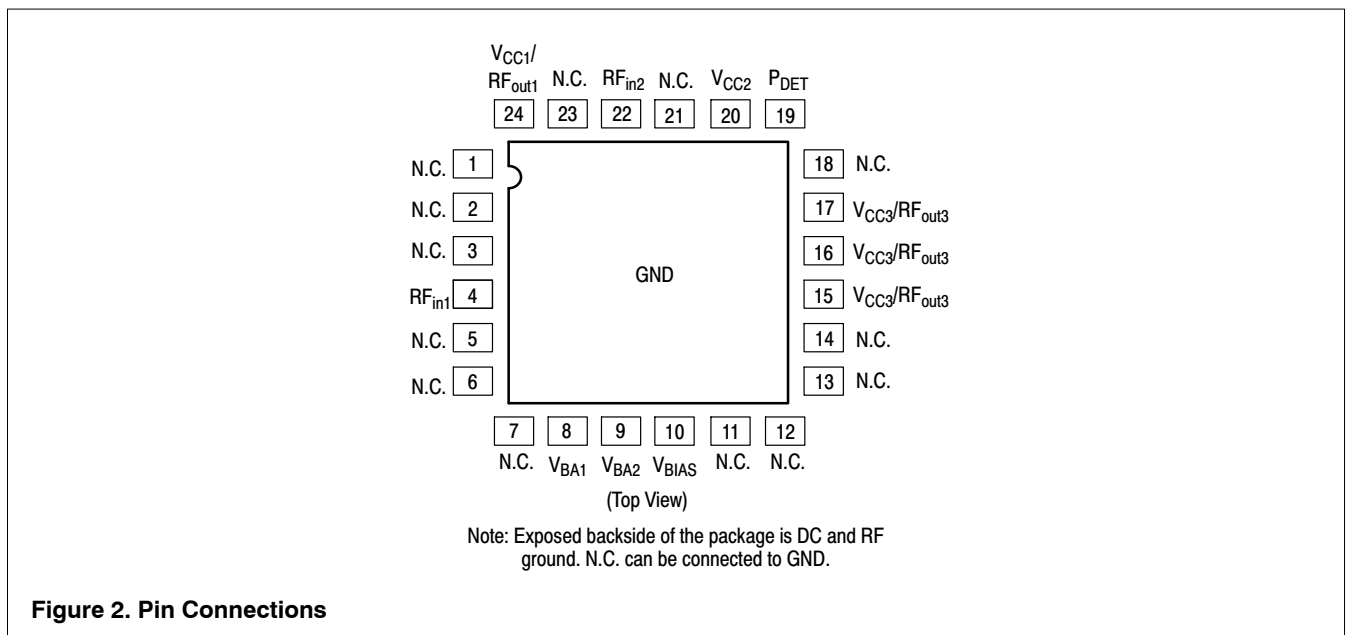 V_CC1/
RF_out1 N.C. RF_in2 N.C. V_CC2 P_DET
24 23 22 21 20 19
N.C. 1
18 N.C.
N.C. 2
17 V_CC3/RF_out3
N.C. 3
16 V_CC3/RF_out3
GND
RF_in1 4
15 V_CC3/RF_out3
N.C. 5
14 N.C.
N.C. 6
13 N.C.
7 8 9 10 11 12
N.C. V_BA1 V_BA2 V_BIAS N.C. N.C.
(Top View)
Note: Exposed backside of the package is DC and RF
ground. N.C. can be connected to GND.
Figure 2. Pin Connections